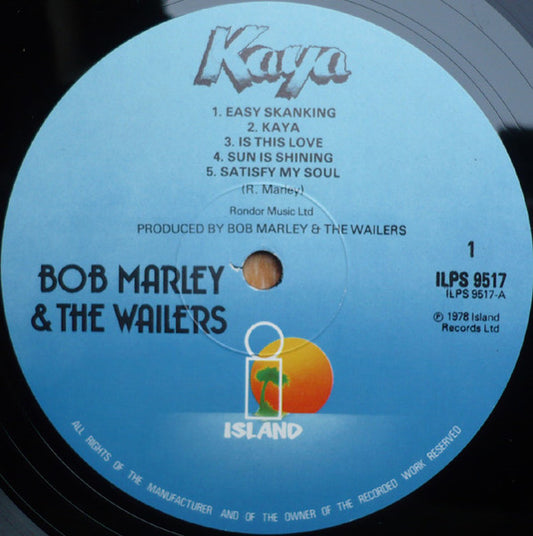 Kaya
1. EASY SKANKING
2. KAYA
3. IS THIS LOVE
4. SUN IS SHINING
5. SATISFY MY SOUL
(R. Marley)
Rondor Music Ltd
PRODUCED BY BOB MARLEY & THE WAILERS
BOB MARLEY
& THE WAILERS
1
ILPS 9517
ILPS 9517-A
℗ 1978 Island
Records Ltd
i
ISLAND
ALL RIGHTS OF THE MANUFACTURER AND OF THE OWNER OF THE RECORDED WORK RESERVED